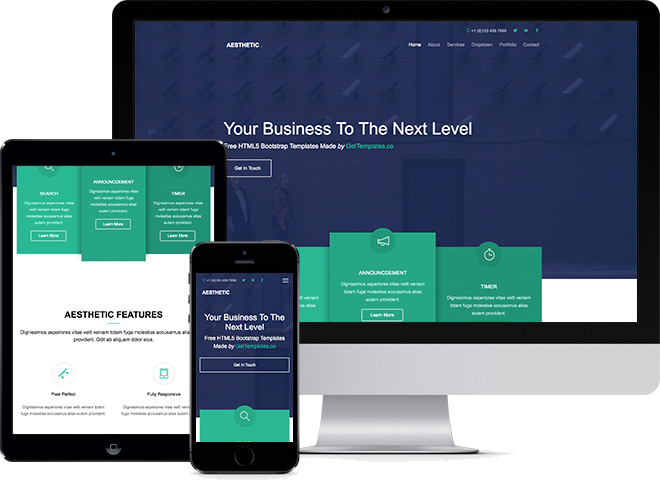 +1 (0)123 456 7889
AESTHETIC .
Home About Services Dropdown Portfolio Contact
Your Business To The Next Level
Free HTML5 Bootstrap Templates Made by GetTemplates.co
Get In Touch
ANNOUNCDEMENT
Dignissimos asperiores vitae
velit veniam totam fuga
molestias accusamus alias
autem provident.
Learn More
TIMER
Dignissimos asperiores vitae
velit veniam totam fuga
molestias accusamus alias
autem provident.
SEARCH
Dignissimos asperiores vitae
velit veniam totam fuga
molestias accusamus alias
autem provident.
Learn More
ANNOUNCDEMENT
Dignissimos asperiores vitae
velit veniam totam fuga
molestias accusamus alias
autem provident.
Learn More
TIMER
Dignissimos asperiores vitae
velit veniam totam fuga
molestias accusamus alias
autem provident.
Learn More
AESTHETIC FEATURES
Dignissimos asperiores vitae velit veniam totam fuga molestias accusamus alias
autem provident. Odit ab aliquam dolor eius.
Pixel Perfect
Dignissimos asperiores vitae velit veniam totam
fuga molestias accusamus alias autem provident.
Fully Responsive
Dignissimos asperiores vitae velit
fuga molestias accusamus alias
+1 (0)123 456 7889
AESTHETIC .
Your Business To The
Next Level
Free HTML5 Bootstrap Templates
Made by GetTemplates.co
Get In Touch